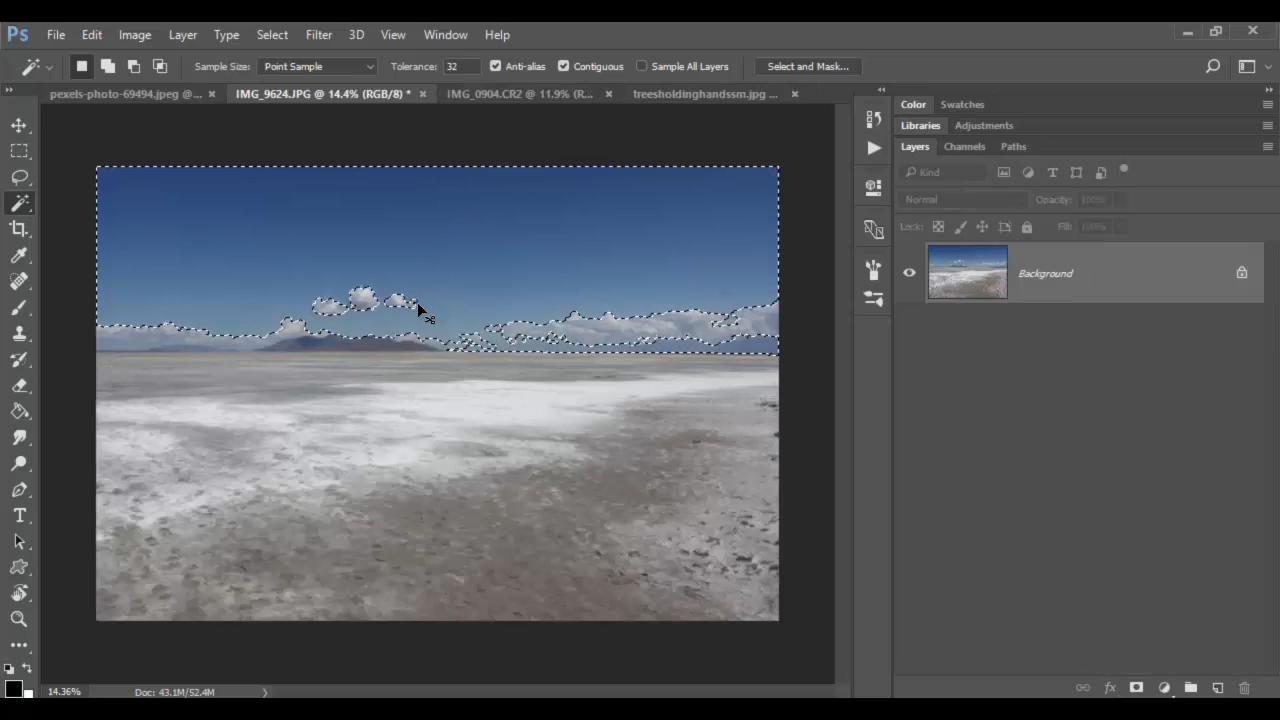 Ps File Edit Image Layer Type Select Filter 3D View Window Help
Sample Size: Point Sample Tolerance: 32 Anti-alias Contiguous Sample All Layers Select and Mask...
pexels-photo-69494.jpeg @ ... × IMG_9624.JPG @ 14.4% (RGB/8) * × IMG_0904.CR2 @ 11.9% (R... × treesholdinghandssm.jpg ... ×
Color Swatches
Libraries Adjustments
Layers Channels Paths
Kind
Normal Opacity: 100%
Lock: Fill: 100%
Background
14.36% Doc: 43.1M/52.4M
fx